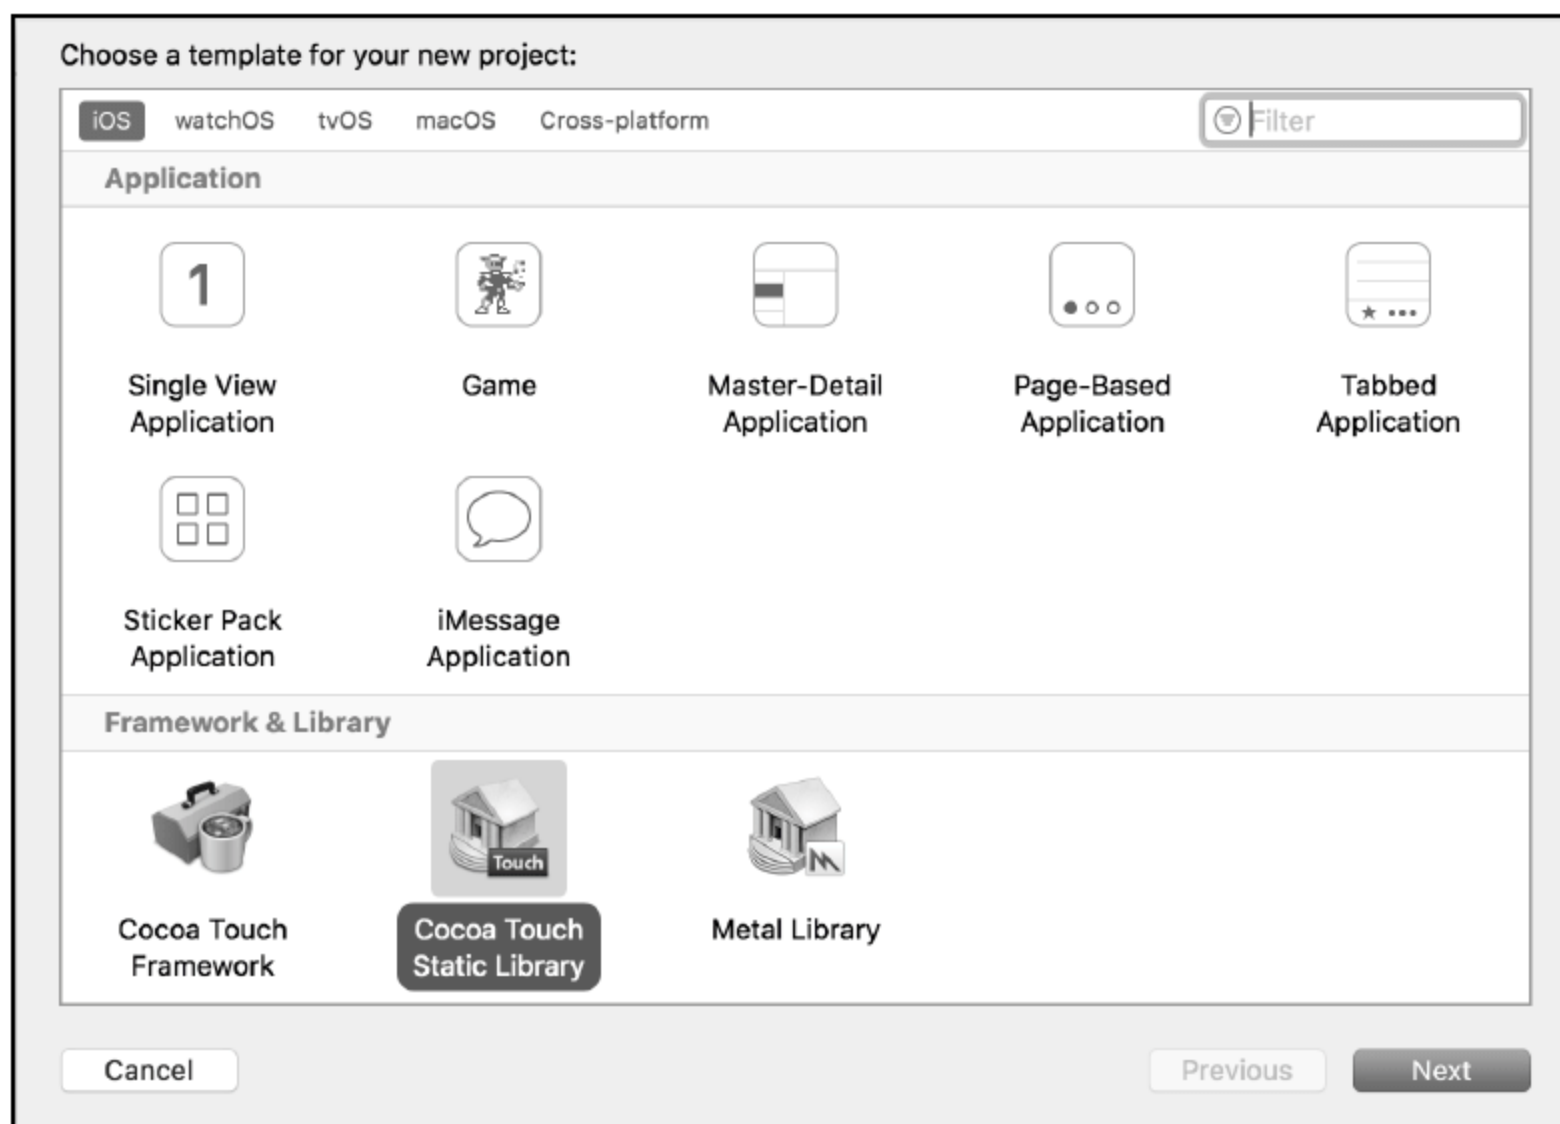 Choose a template for your new project:
iOS watchOS tvOS macOS Cross-platform Filter
Application
1
Single View Game Master-Detail Page-Based Tabbed
Application Application Application Application
Sticker Pack iMessage
Application Application
Framework & Library
Touch
Cocoa Touch Cocoa Touch Metal Library
Framework Static Library
Cancel Previous Next